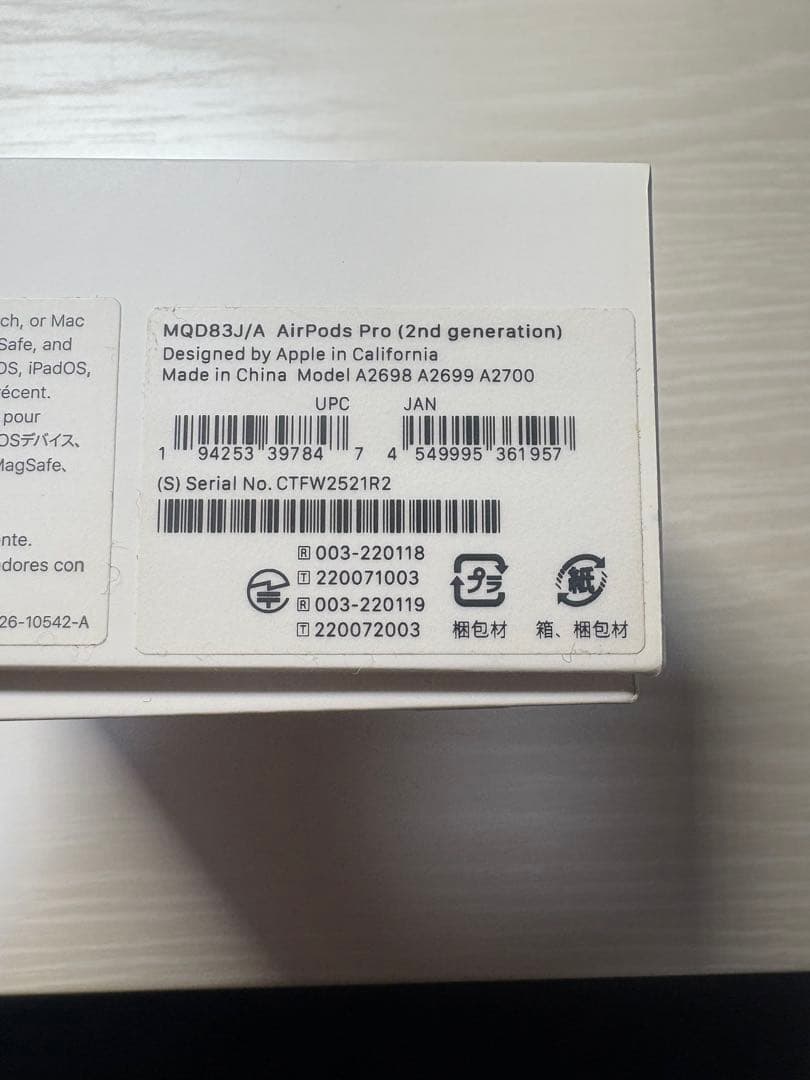 ch, or Mac
Safe, and
OS, iPadOS,
récent.
pour
OSデバイス、
MagSafe、
nte.
dores con
26-10542-A
MQD83J/A AirPods Pro (2nd generation)
Designed by Apple in California
Made in China Model A2698 A2699 A2700
UPC JAN
1 94253 39784 7 4 549995 361957
(S) Serial No. CTFW2521R2
R 003-220118
T 220071003
R 003-220119
T 220072003
プラ
紙
梱包材 箱、梱包材